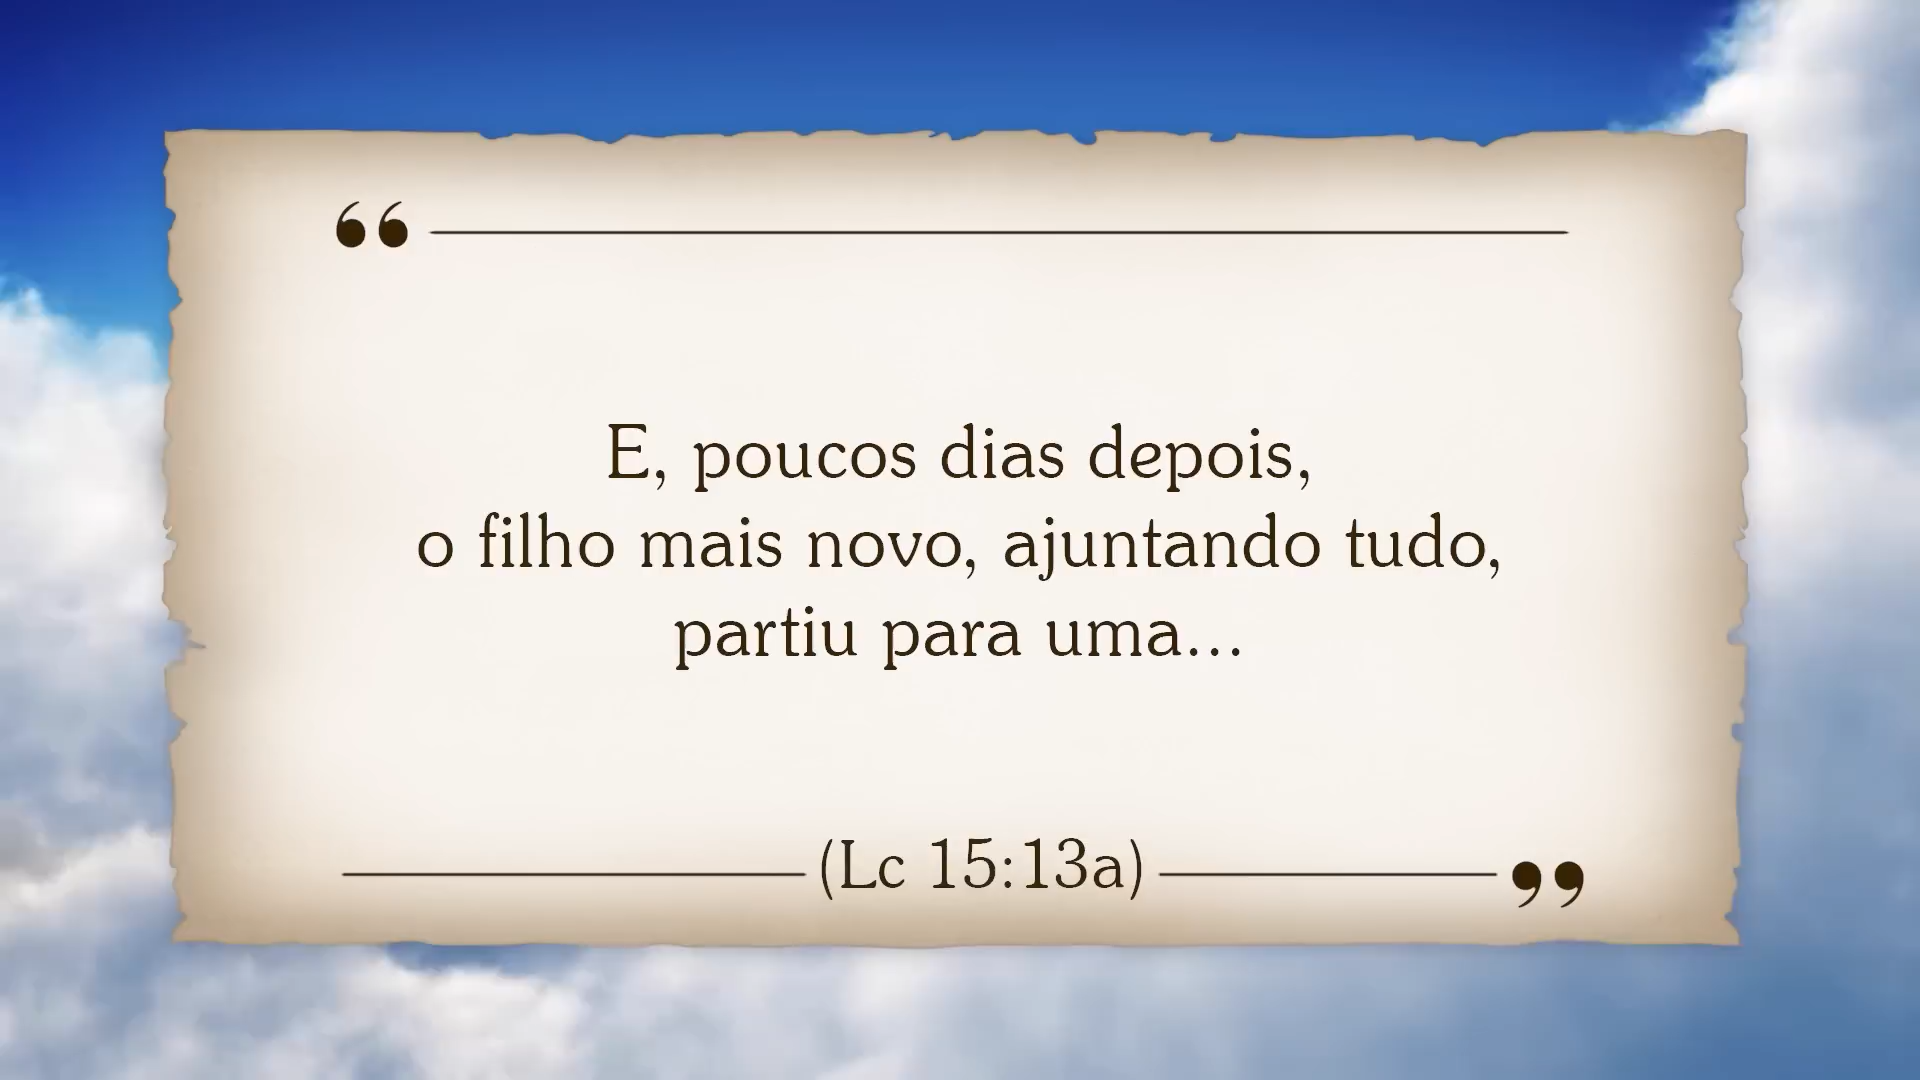 “
E, poucos dias depois,
o filho mais novo, ajuntando tudo,
partiu para uma...
(Lc 15:13a)
”